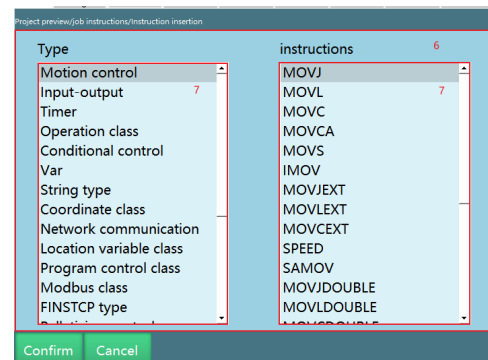 Project preview/job instructions/Instruction insertion
Type
Motion control
Input-output
Timer
Operation class
Conditional control
Var
String type
Coordinate class
Network communication
Location variable class
Program control class
Modbus class
FINSTCP type
7
instructions
6
MOVJ
MOVL
MOVC
MOVCA
MOVS
IMOV
MOVJEXT
MOVLEXT
MOVCEXT
SPEED
SAMOV
MOVJDOUBLE
MOVLDOUBLE
7
Confirm
Cancel